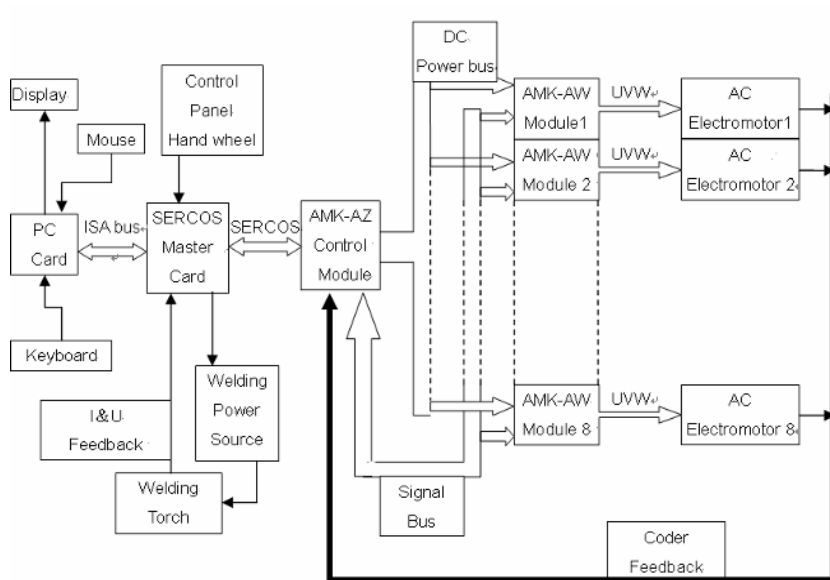 DC
Power bus
Control
Panel
Hand wheel
Display
Mouse
AMK-AW
Module1
UVW
AC
Electromotor1
AMK-AW
Module 2
UVW
AC
Electromotor 2
PC
Card
ISA bus
SERCOS
Master
Card
SERCOS
AMK-AZ
Control
Module
Keyboard
Welding
Power
Source
I&U
Feedback
AMK-AW
Module 8
UVW
AC
Electromotor 8
Welding
Torch
Signal
Bus
Coder
Feedback